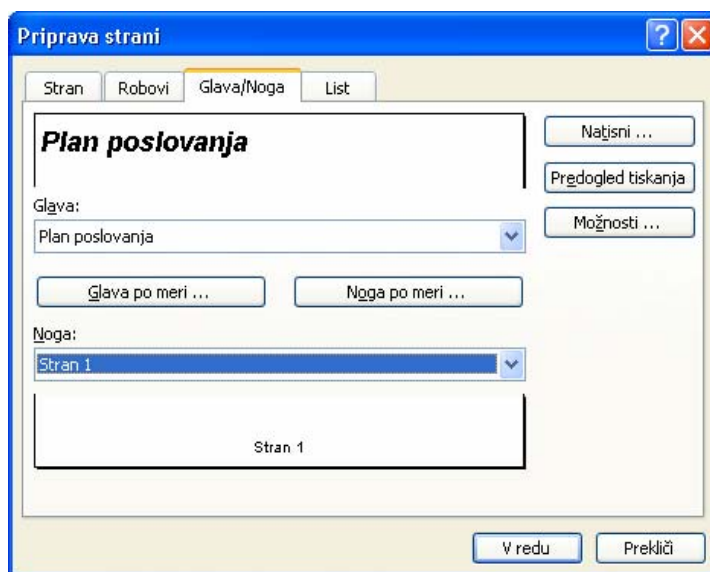 Priprava strani
Stran Robovi Glava/Noga List
Plan poslovanja
Natisni ...
Predogled tiskanja
Možnosti ...
Glava:
Plan poslovanja
Glava po meri ... Noga po meri ...
Noga:
Stran 1
Stran 1
V redu Prekliči